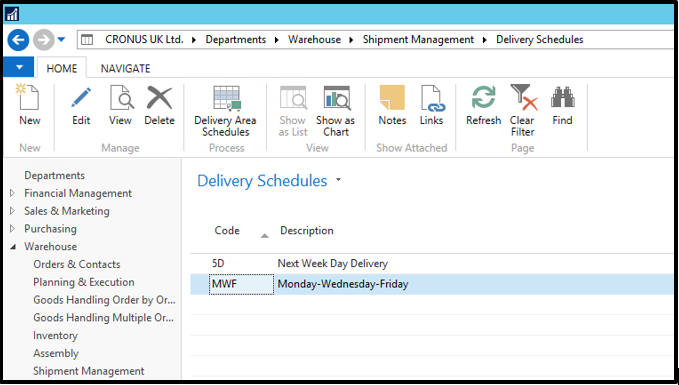 CRONUS UK Ltd. Departments Warehouse Shipment Management Delivery Schedules
HOME NAVIGATE
New Edit View Delete Delivery Area Schedules Show as List Show as Chart Notes Links Refresh Clear Filter Find
New Manage Process View Show Attached Page
Departments
Financial Management
Sales & Marketing
Purchasing
Warehouse
Orders & Contacts
Planning & Execution
Goods Handling Order by Or...
Goods Handling Multiple Or...
Inventory
Assembly
Shipment Management
Delivery Schedules
Code Description
5D Next Week Day Delivery
MWF Monday-Wednesday-Friday